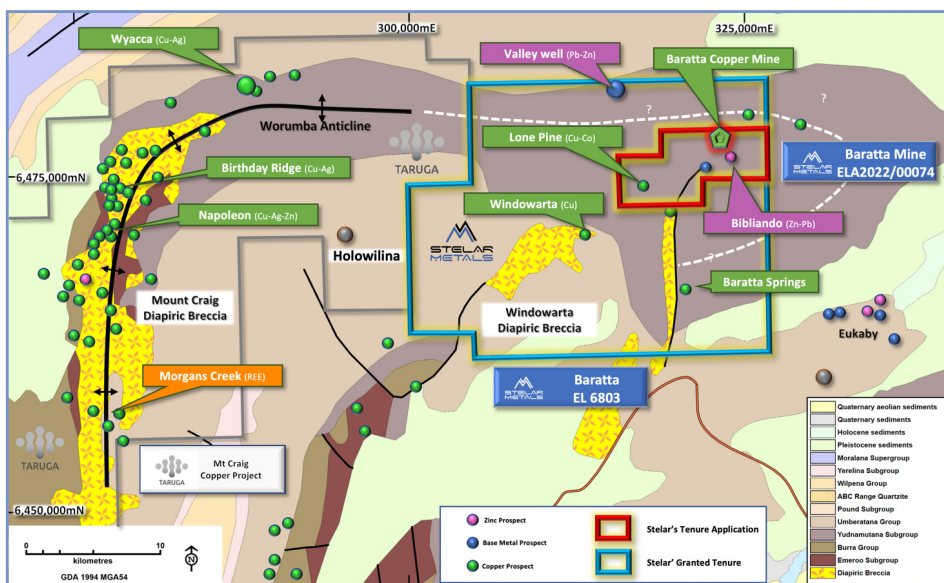 300,000mE
325,000mE
Wyacca (Cu-Ag)
Valley well (Pb-Zn)
Baratta Copper Mine
?
?
Worumba Anticline
TARUGA
Lone Pine (Cu-Co)
STELAR METALS
Baratta Mine
ELA2022/00074
6,475,000mN
Birthday Ridge (Cu-Ag)
Napoleon (Cu-Ag-Zn)
Windowarta (Cu)
Bibliando (Zn-Pb)
STELAR
METALS
Holowilina
?
Baratta Springs
Mount Craig
Diapiric Breccia
Windowarta
Diapiric Breccia
Eukaby
Morgans Creek (REE)
STELAR METALS
Baratta
EL 6803
TARUGA
TARUGA
Mt Craig
Copper Project
6,450,000mN
0
10
kilometres
N
GDA 1994 MGA54
Zinc Prospect
Base Metal Prospect
Copper Prospect
Stelar's Tenure Application
Stelar' Granted Tenure
Quaternary aeolian sediments
Quaternary sediments
Holocene sediments
Pleistocene sediments
Moralana Supergroup
Yerelina Subgroup
Wilpena Group
ABC Range Quartzite
Pound Subgroup
Umberatana Group
Yudnamutana Subgroup
Burra Group
Emeroo Subgroup
Diapiric Breccia